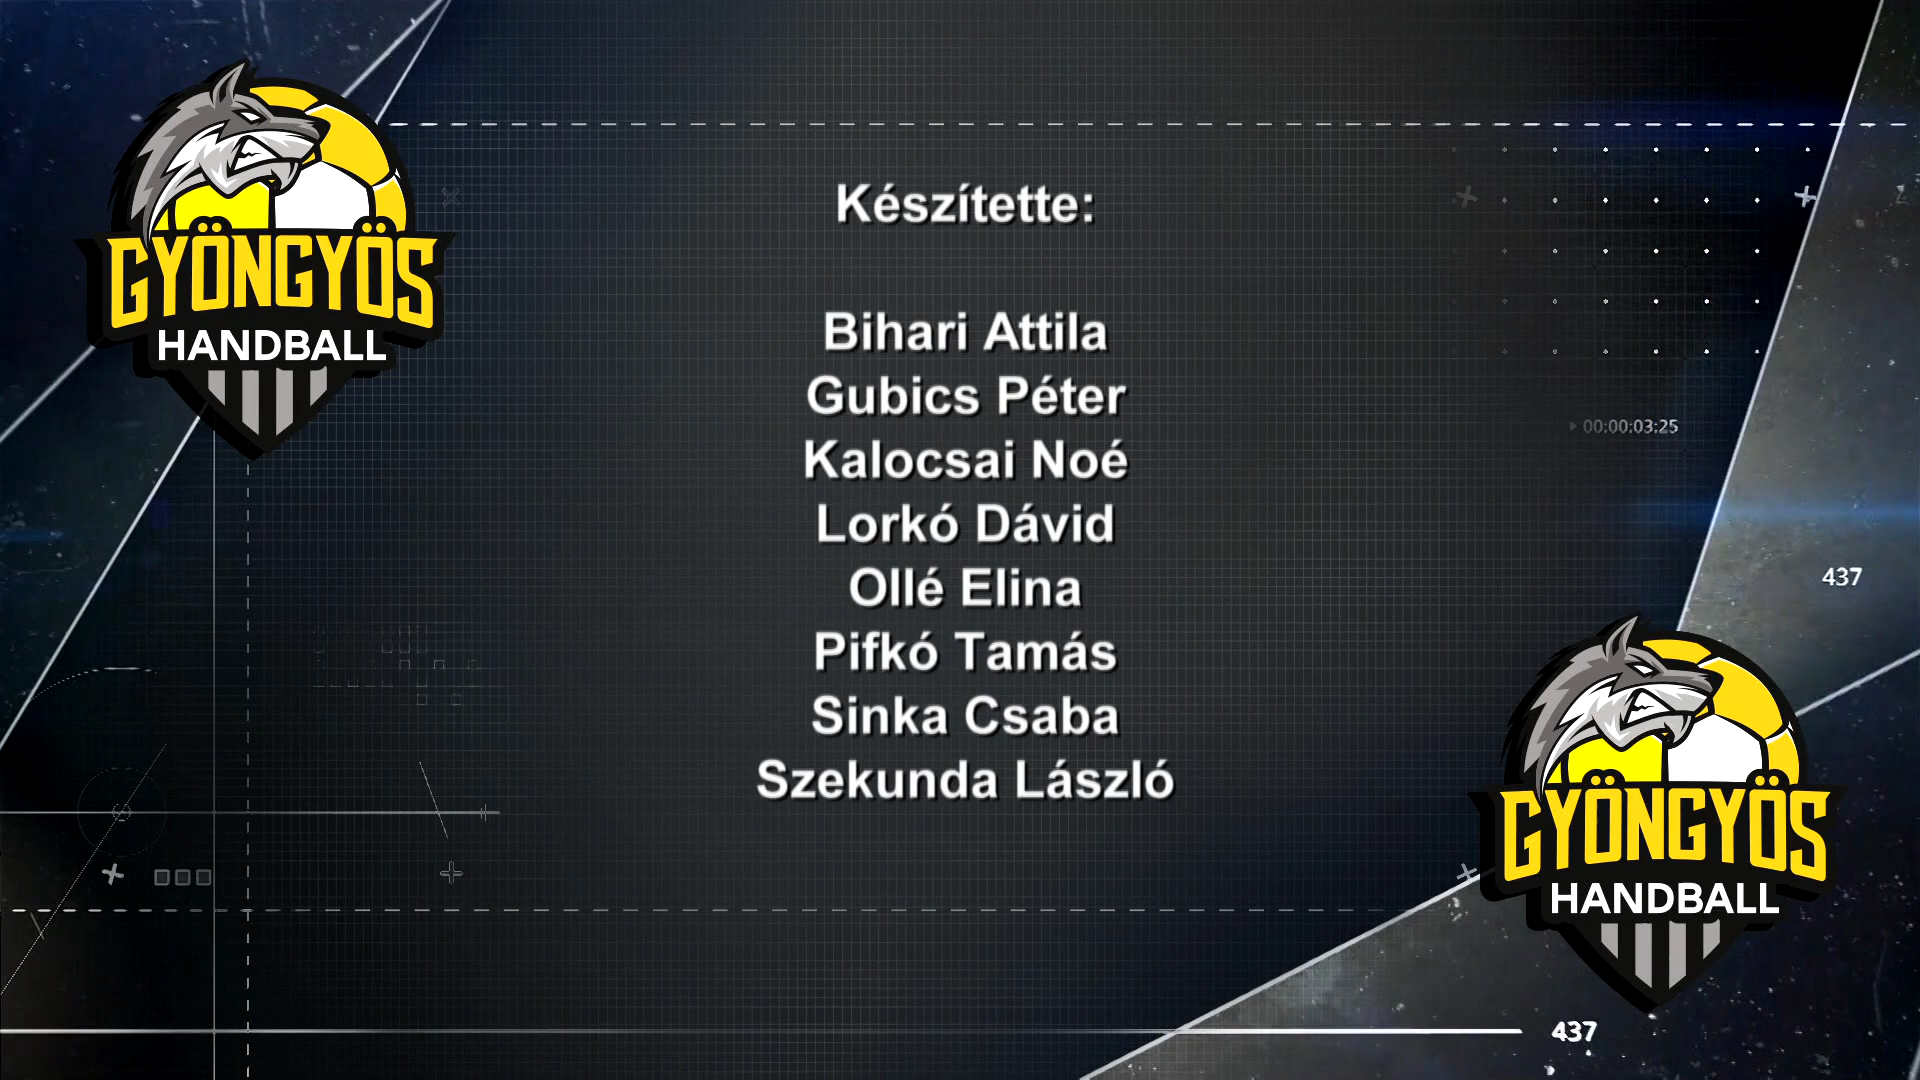 GYÖNGYÖS
HANDBALL
Készítette:
Bihari Attila
Gubics Péter
Kalocsai Noé
Lorkó Dávid
Ollé Elina
Pifkó Tamás
Sinka Csaba
Szekunda László
00:00:03:25
437
GYÖNGYÖS
HANDBALL
437